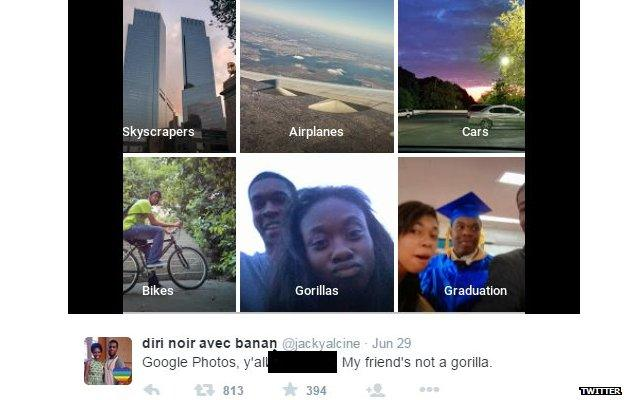 Skyscrapers
Airplanes
Cars
Bikes
Gorillas
Graduation
diri noir avec banan @jackyalcine · Jun 29
Google Photos, y'all My friend's not a gorilla.
813 394
TWITTER